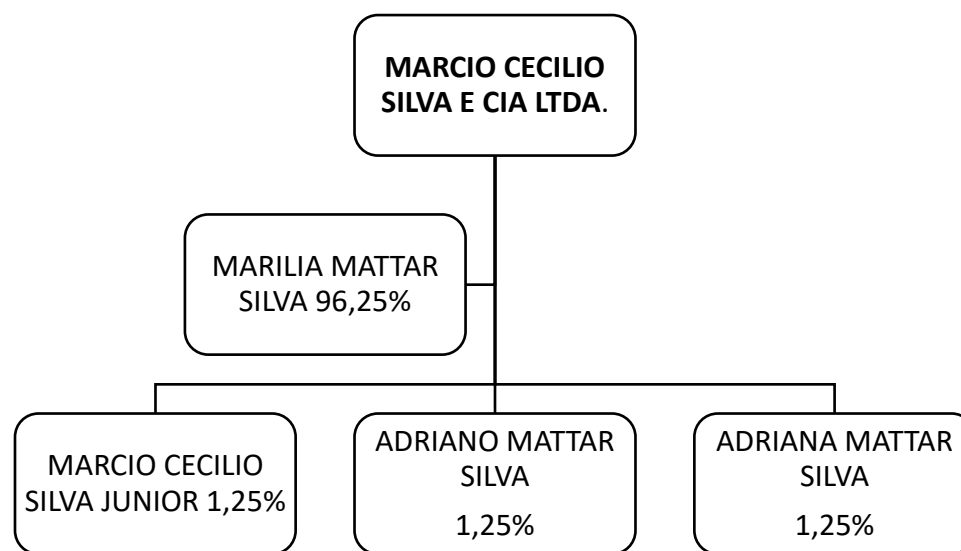 MARCIO CECILIO
SILVA E CIA LTDA.
MARILIA MATTAR
SILVA 96,25%
MARCIO CECILIO
SILVA JUNIOR 1,25%
ADRIANO MATTAR
SILVA
1,25%
ADRIANA MATTAR
SILVA
1,25%